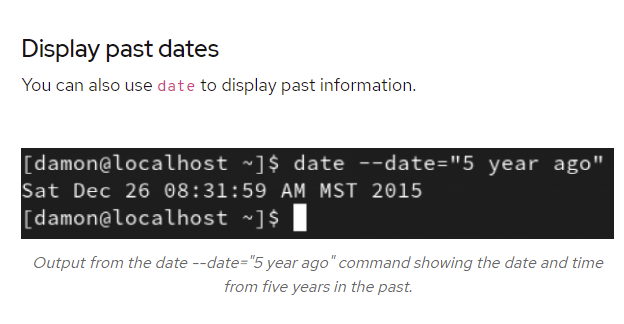 Display past dates
You can also use date to display past information.
[damon@localhost ~]$ date --date="5 year ago"
Sat Dec 26 08:31:59 AM MST 2015
[damon@localhost ~]$
Output from the date --date="5 year ago" command showing the date and time
from five years in the past.